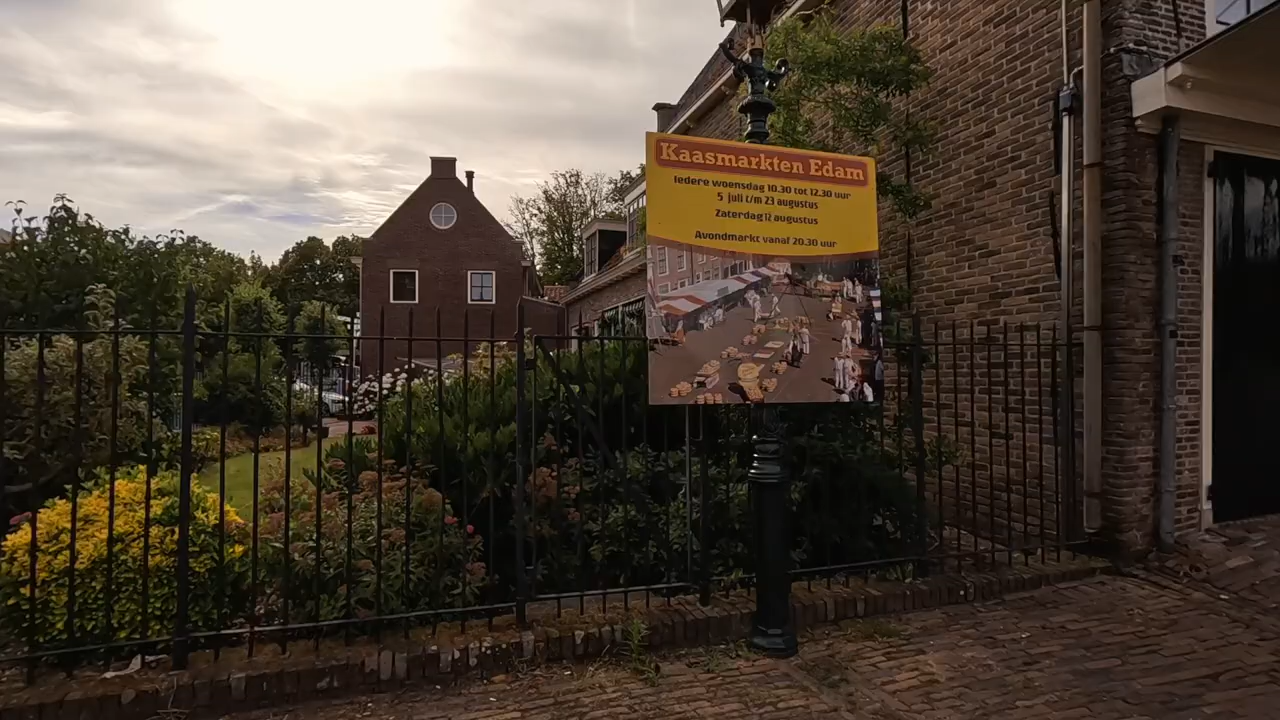 Kaasmarkten Edam
Iedere woensdag 10.30 tot 12.30 uur
5 juli t/m 23 augustus
Zaterdag 12 augustus
Avondmarkt vanaf 20.30 uur